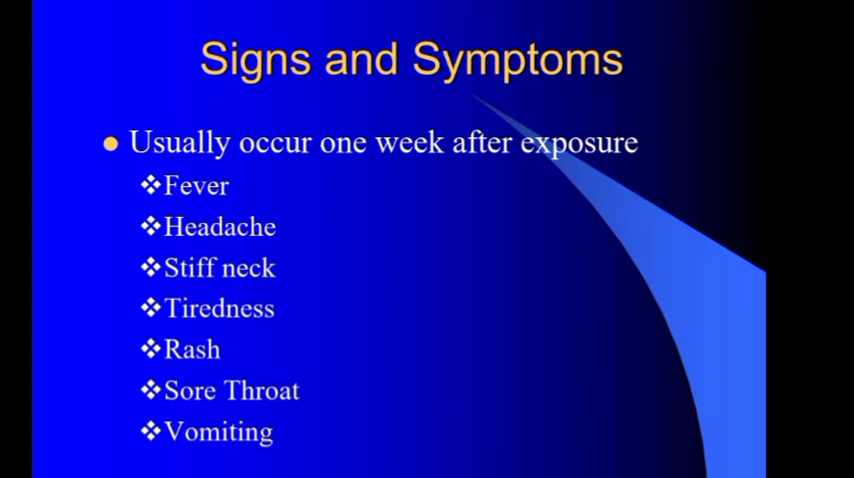 Signs and Symptoms
Usually occur one week after exposure
Fever
Headache
Stiff neck
Tiredness
Rash
Sore Throat
Vomiting